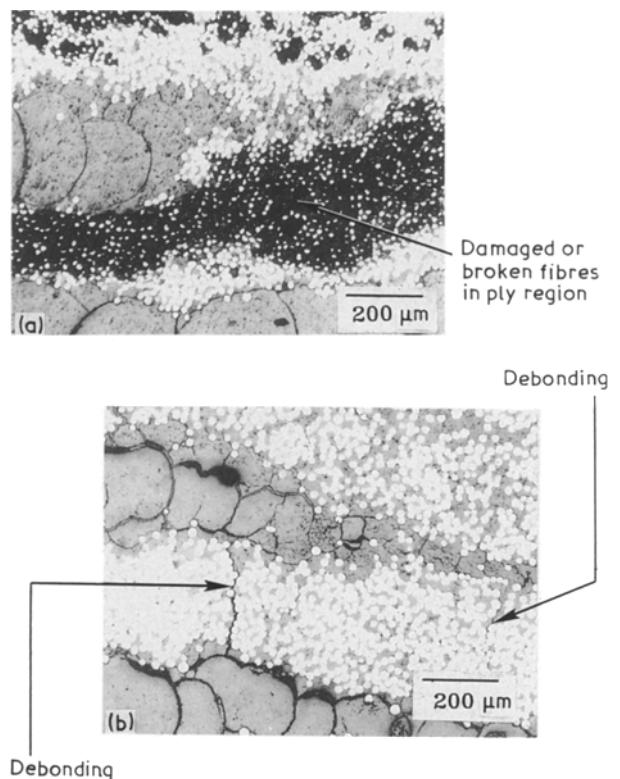 Damaged or
broken fibres
in ply region
200 µm
(a)
Debonding
200 µm
(b)
Debonding